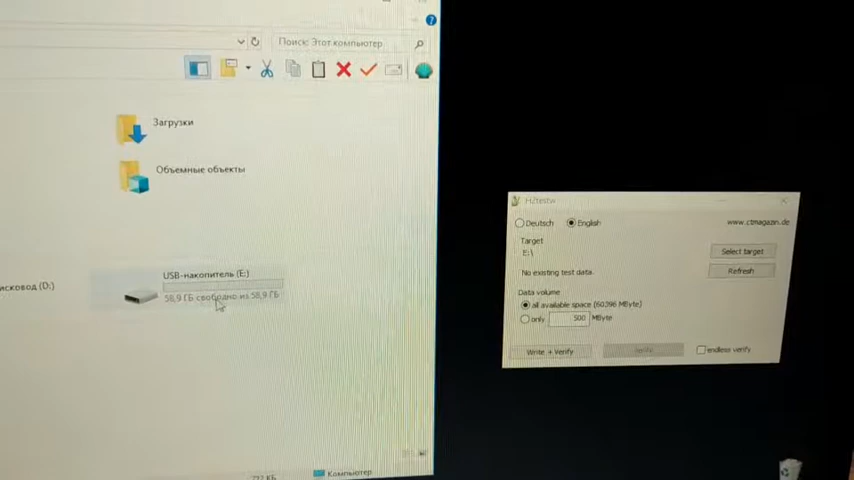 Поиск: Этот компьютер
Загрузки
Объемные объекты
исковод (D:)
USB-накопитель (E:)
58,9 ГБ свободно из 58,9 ГБ
Компьютер
H2testw
Deutsch
English
www.ctmagazin.de
Target
E:\
Select target
No existing test data.
Refresh
Data volume
all available space (60396 MByte)
only
500
MByte
Write + Verify
Verify
endless verify